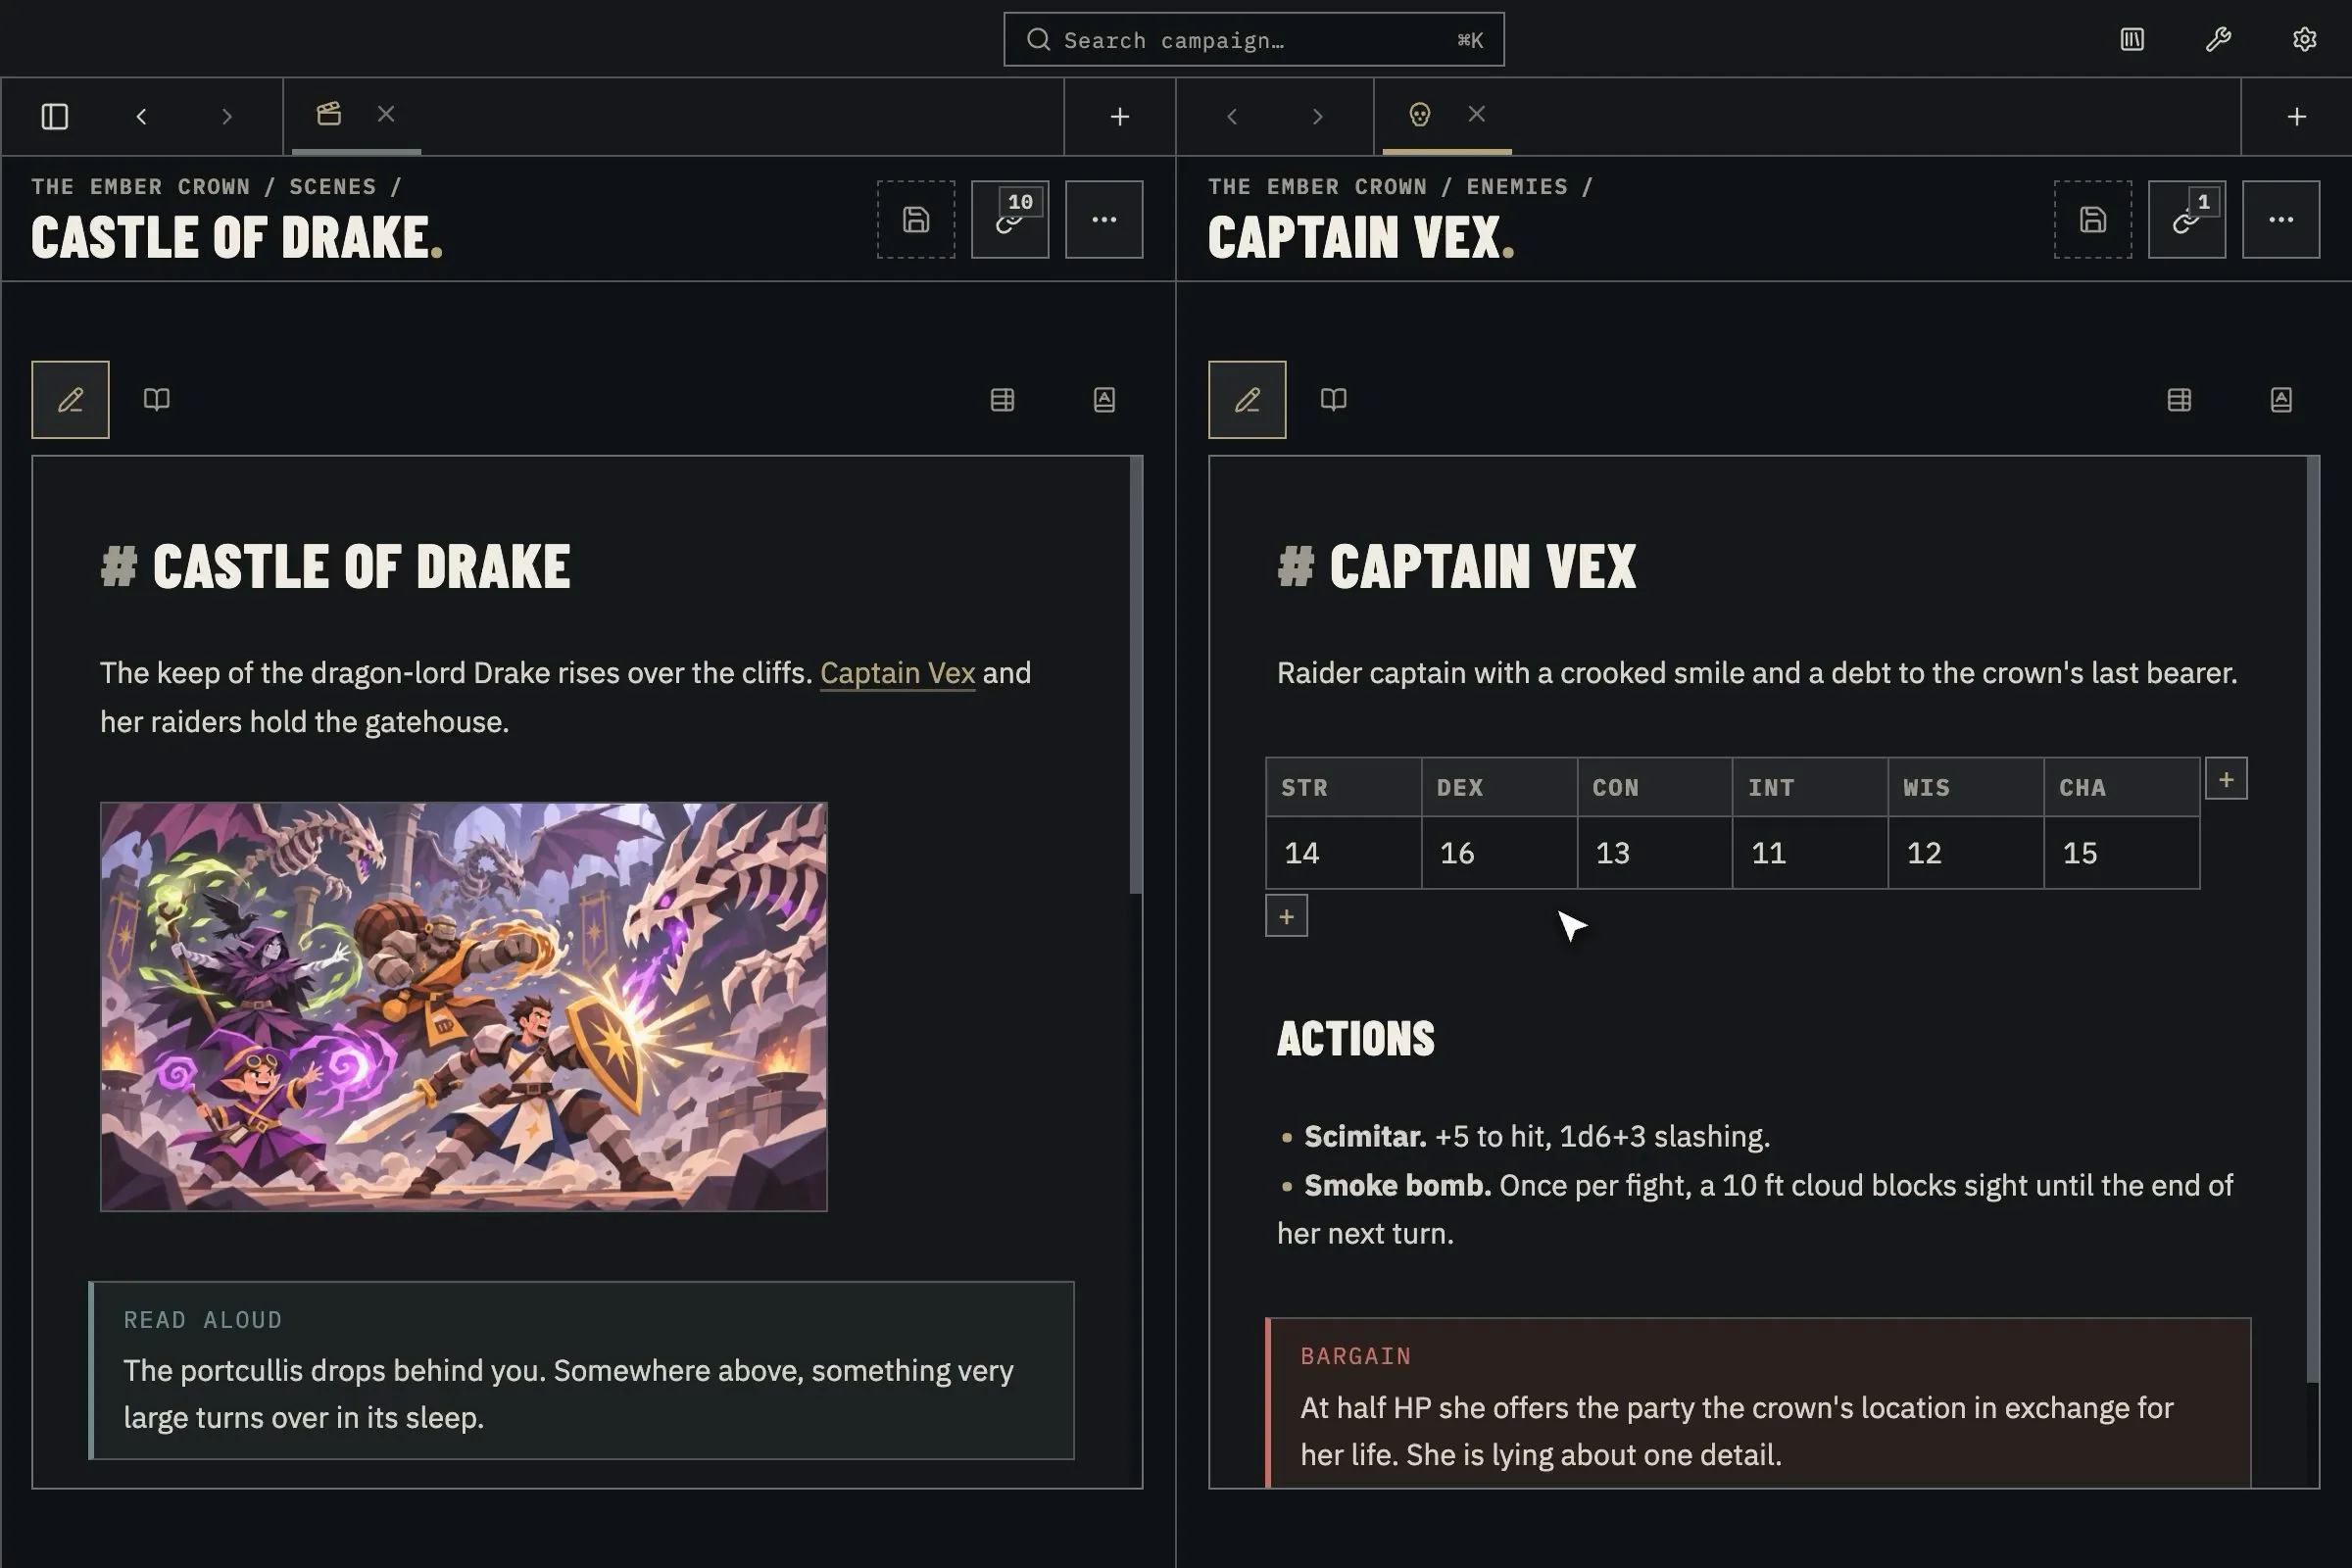 Search campaign… ⌘K
THE EMBER CROWN / SCENES /
CASTLE OF DRAKE.
10
# CASTLE OF DRAKE
The keep of the dragon-lord Drake rises over the cliffs. Captain Vex and
her raiders hold the gatehouse.
READ ALOUD
The portcullis drops behind you. Somewhere above, something very
large turns over in its sleep.
THE EMBER CROWN / ENEMIES /
CAPTAIN VEX.
1
# CAPTAIN VEX
Raider captain with a crooked smile and a debt to the crown's last bearer.
STR DEX CON INT WIS CHA
14 16 13 11 12 15
ACTIONS
• Scimitar. +5 to hit, 1d6+3 slashing.
• Smoke bomb. Once per fight, a 10 ft cloud blocks sight until the end of
her next turn.
BARGAIN
At half HP she offers the party the crown's location in exchange for
her life. She is lying about one detail.